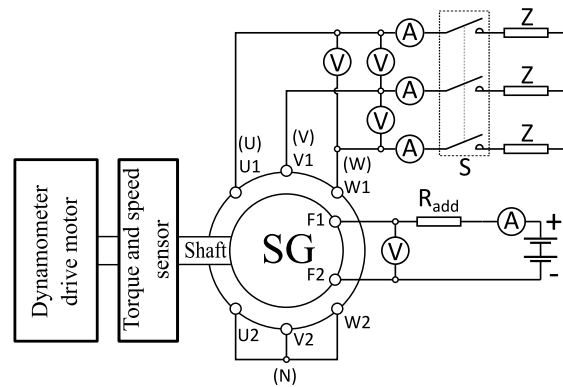 A
Z
V
V
A
Z
V
(U)
(V)
A
Z
U1
V1
(W)
S
W1
Dynamometer
drive motor
Torque and speed
sensor
Shaft
SG
F1
F2
R_add
A
+
-
V
U2
V2
W2
(N)